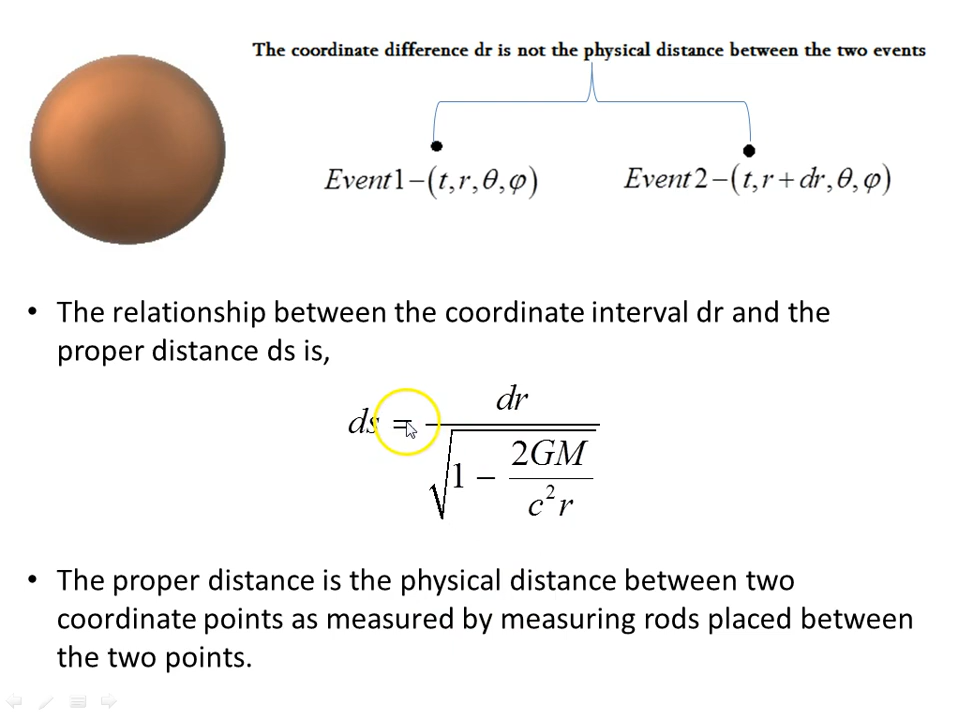 The coordinate difference dr is not the physical distance between the two events
Event1−(t,r,θ,φ) Event2−(t,r+dr,θ,φ)
• The relationship between the coordinate interval dr and the
proper distance ds is,
ds = dr / √(1 − 2GM / c²r)
• The proper distance is the physical distance between two
coordinate points as measured by measuring rods placed between
the two points.